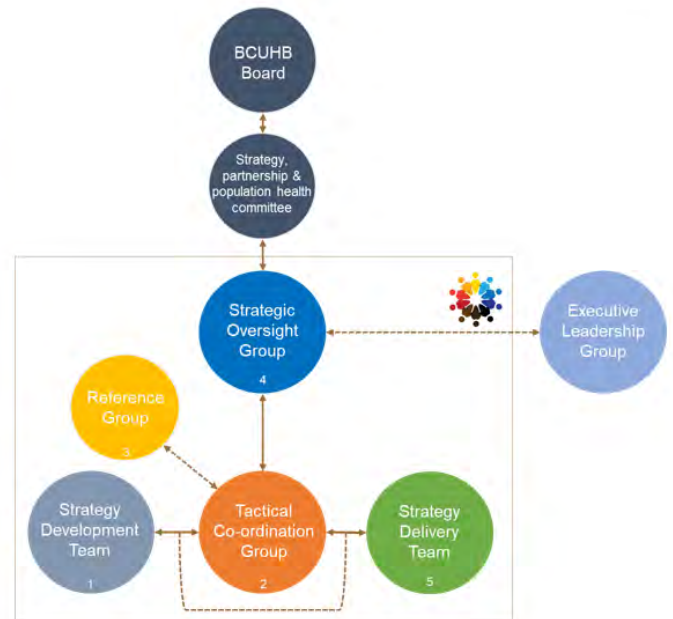 BCUHB
Board
Strategy,
partnership &
population health
committee
Strategic
Oversight
Group
4
Executive
Leadership
Group
Reference
Group
3
Strategy
Development
Team
1
Tactical
Co-ordination
Group
2
Strategy
Delivery
Team
5